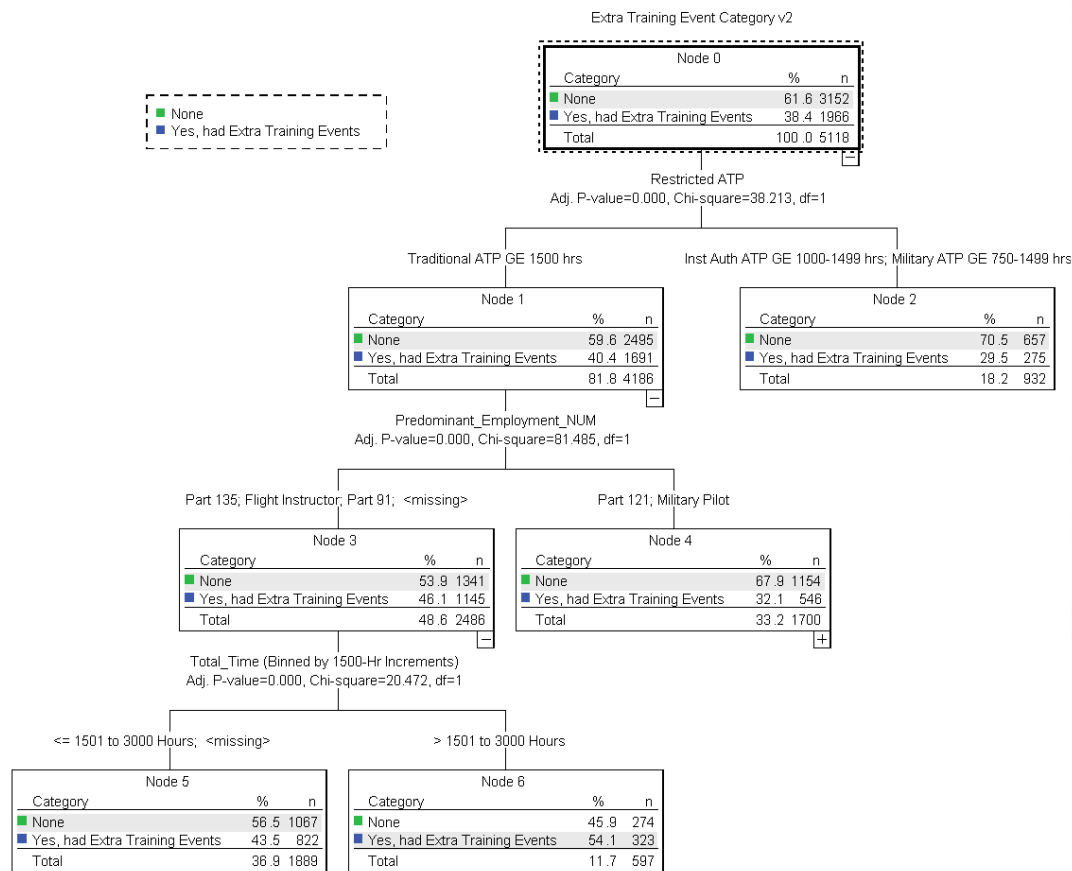 Extra Training Event Category v2
None
Yes, had Extra Training Events
Node 0
Category % n
None 61.6 3152
Yes, had Extra Training Events 38.4 1966
Total 100.0 5118
−
Restricted ATP
Adj. P-value=0.000, Chi-square=38.213, df=1
Traditional ATP GE 1500 hrs
Inst Auth ATP GE 1000-1499 hrs; Military ATP GE 750-1499 hrs
Node 1
Category % n
None 59.6 2495
Yes, had Extra Training Events 40.4 1691
Total 81.8 4186
−
Node 2
Category % n
None 70.5 657
Yes, had Extra Training Events 29.5 275
Total 18.2 932
Predominant_Employment_NUM
Adj. P-value=0.000, Chi-square=81.485, df=1
Part 135; Flight Instructor; Part 91; <missing>
Part 121; Military Pilot
Node 3
Category % n
None 53.9 1341
Yes, had Extra Training Events 46.1 1145
Total 48.6 2486
−
Node 4
Category % n
None 67.9 1154
Yes, had Extra Training Events 32.1 546
Total 33.2 1700
+
Total_Time (Binned by 1500-Hr Increments)
Adj. P-value=0.000, Chi-square=20.472, df=1
<= 1501 to 3000 Hours; <missing>
> 1501 to 3000 Hours
Node 5
Category % n
None 56.5 1067
Yes, had Extra Training Events 43.5 822
Total 36.9 1889
Node 6
Category % n
None 45.9 274
Yes, had Extra Training Events 54.1 323
Total 11.7 597